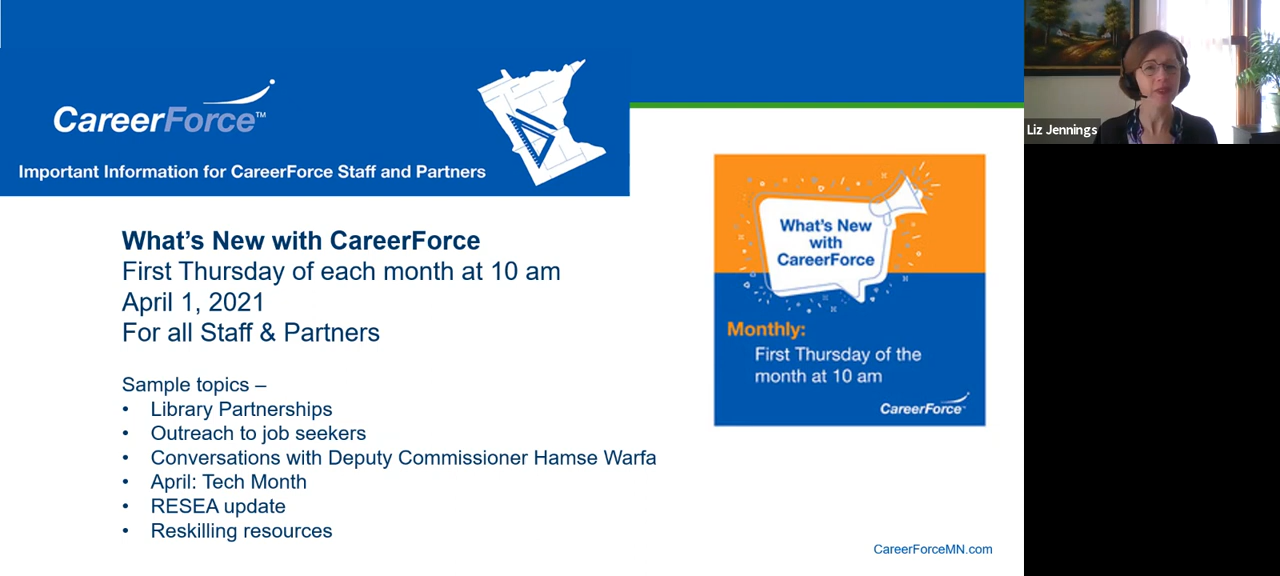 CareerForce™
Important Information for CareerForce Staff and Partners
What's New with CareerForce
First Thursday of each month at 10 am
April 1, 2021
For all Staff & Partners
Sample topics –
• Library Partnerships
• Outreach to job seekers
• Conversations with Deputy Commissioner Hamse Warfa
• April: Tech Month
• RESEA update
• Reskilling resources
What's New
with
CareerForce
Monthly:
First Thursday of the
month at 10 am
CareerForce™
CareerForceMN.com
Liz Jennings